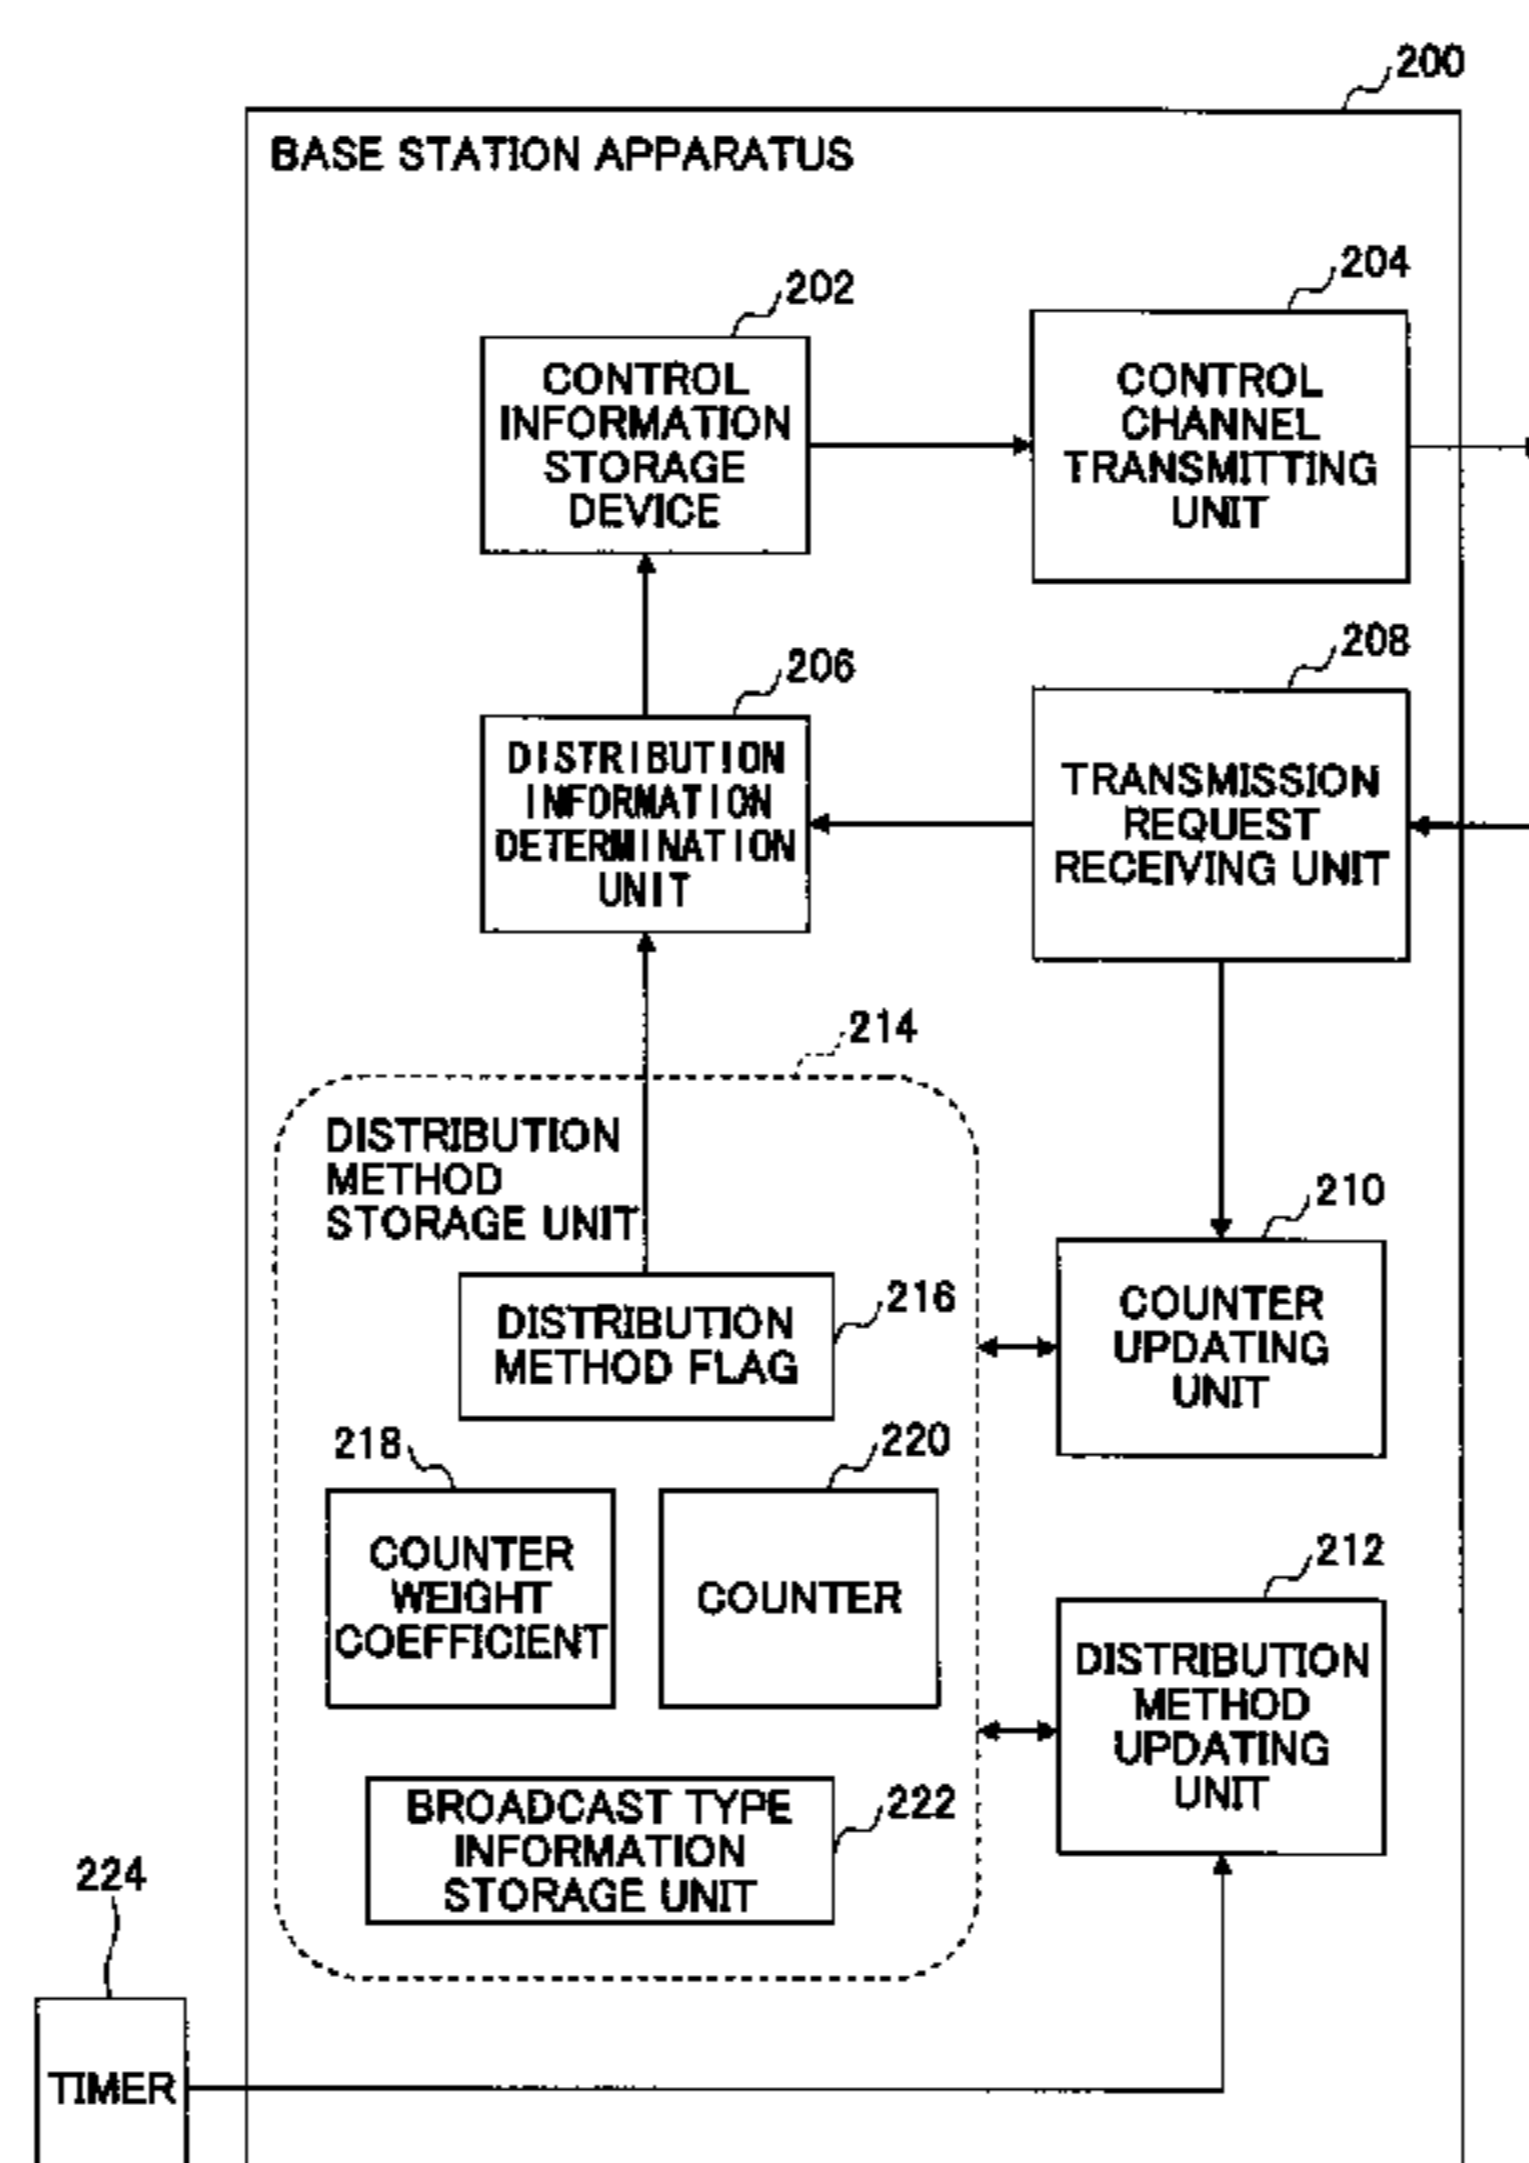 200
BASE STATION APPARATUS
202
204
CONTROL
INFORMATION
STORAGE
DEVICE
CONTROL
CHANNEL
TRANSMITTING
UNIT
206
208
DISTRIBUTION
INFORMATION
DETERMINATION
UNIT
TRANSMISSION
REQUEST
RECEIVING UNIT
214
DISTRIBUTION
METHOD
STORAGE UNIT
210
216
DISTRIBUTION
METHOD FLAG
COUNTER
UPDATING
UNIT
218
220
COUNTER
WEIGHT
COEFFICIENT
COUNTER
212
DISTRIBUTION
METHOD
UPDATING
UNIT
222
BROADCAST TYPE
INFORMATION
STORAGE UNIT
224
TIMER